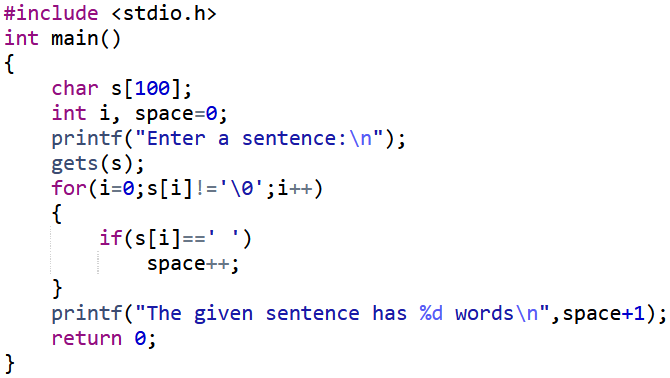 #include <stdio.h>
int main()
{
    char s[100];
    int i, space=0;
    printf("Enter a sentence:\n");
    gets(s);
    for(i=0;s[i]!='\0';i++)
    {
        if(s[i]==' ')
            space++;
    }
    printf("The given sentence has %d words\n",space+1);
    return 0;
}